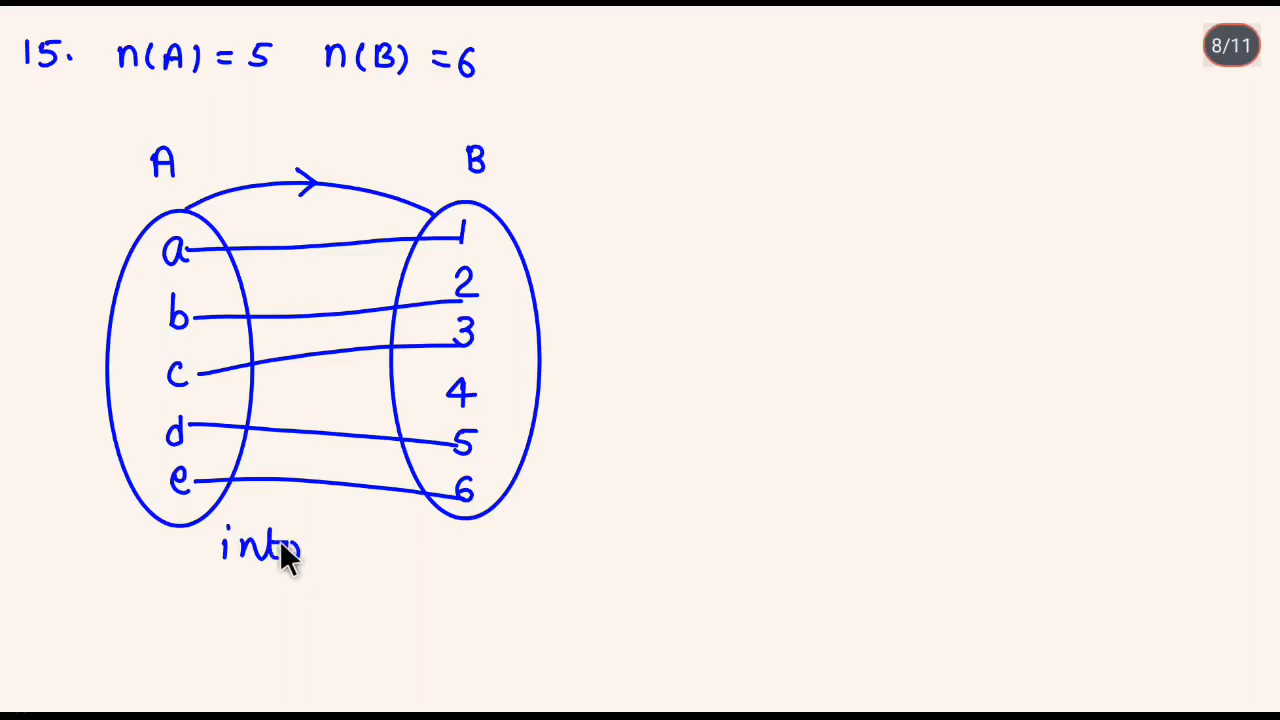 15. n(A) = 5 n(B) = 6
8/11
A B
a 1
b 2
c 3
4
d 5
e 6
into